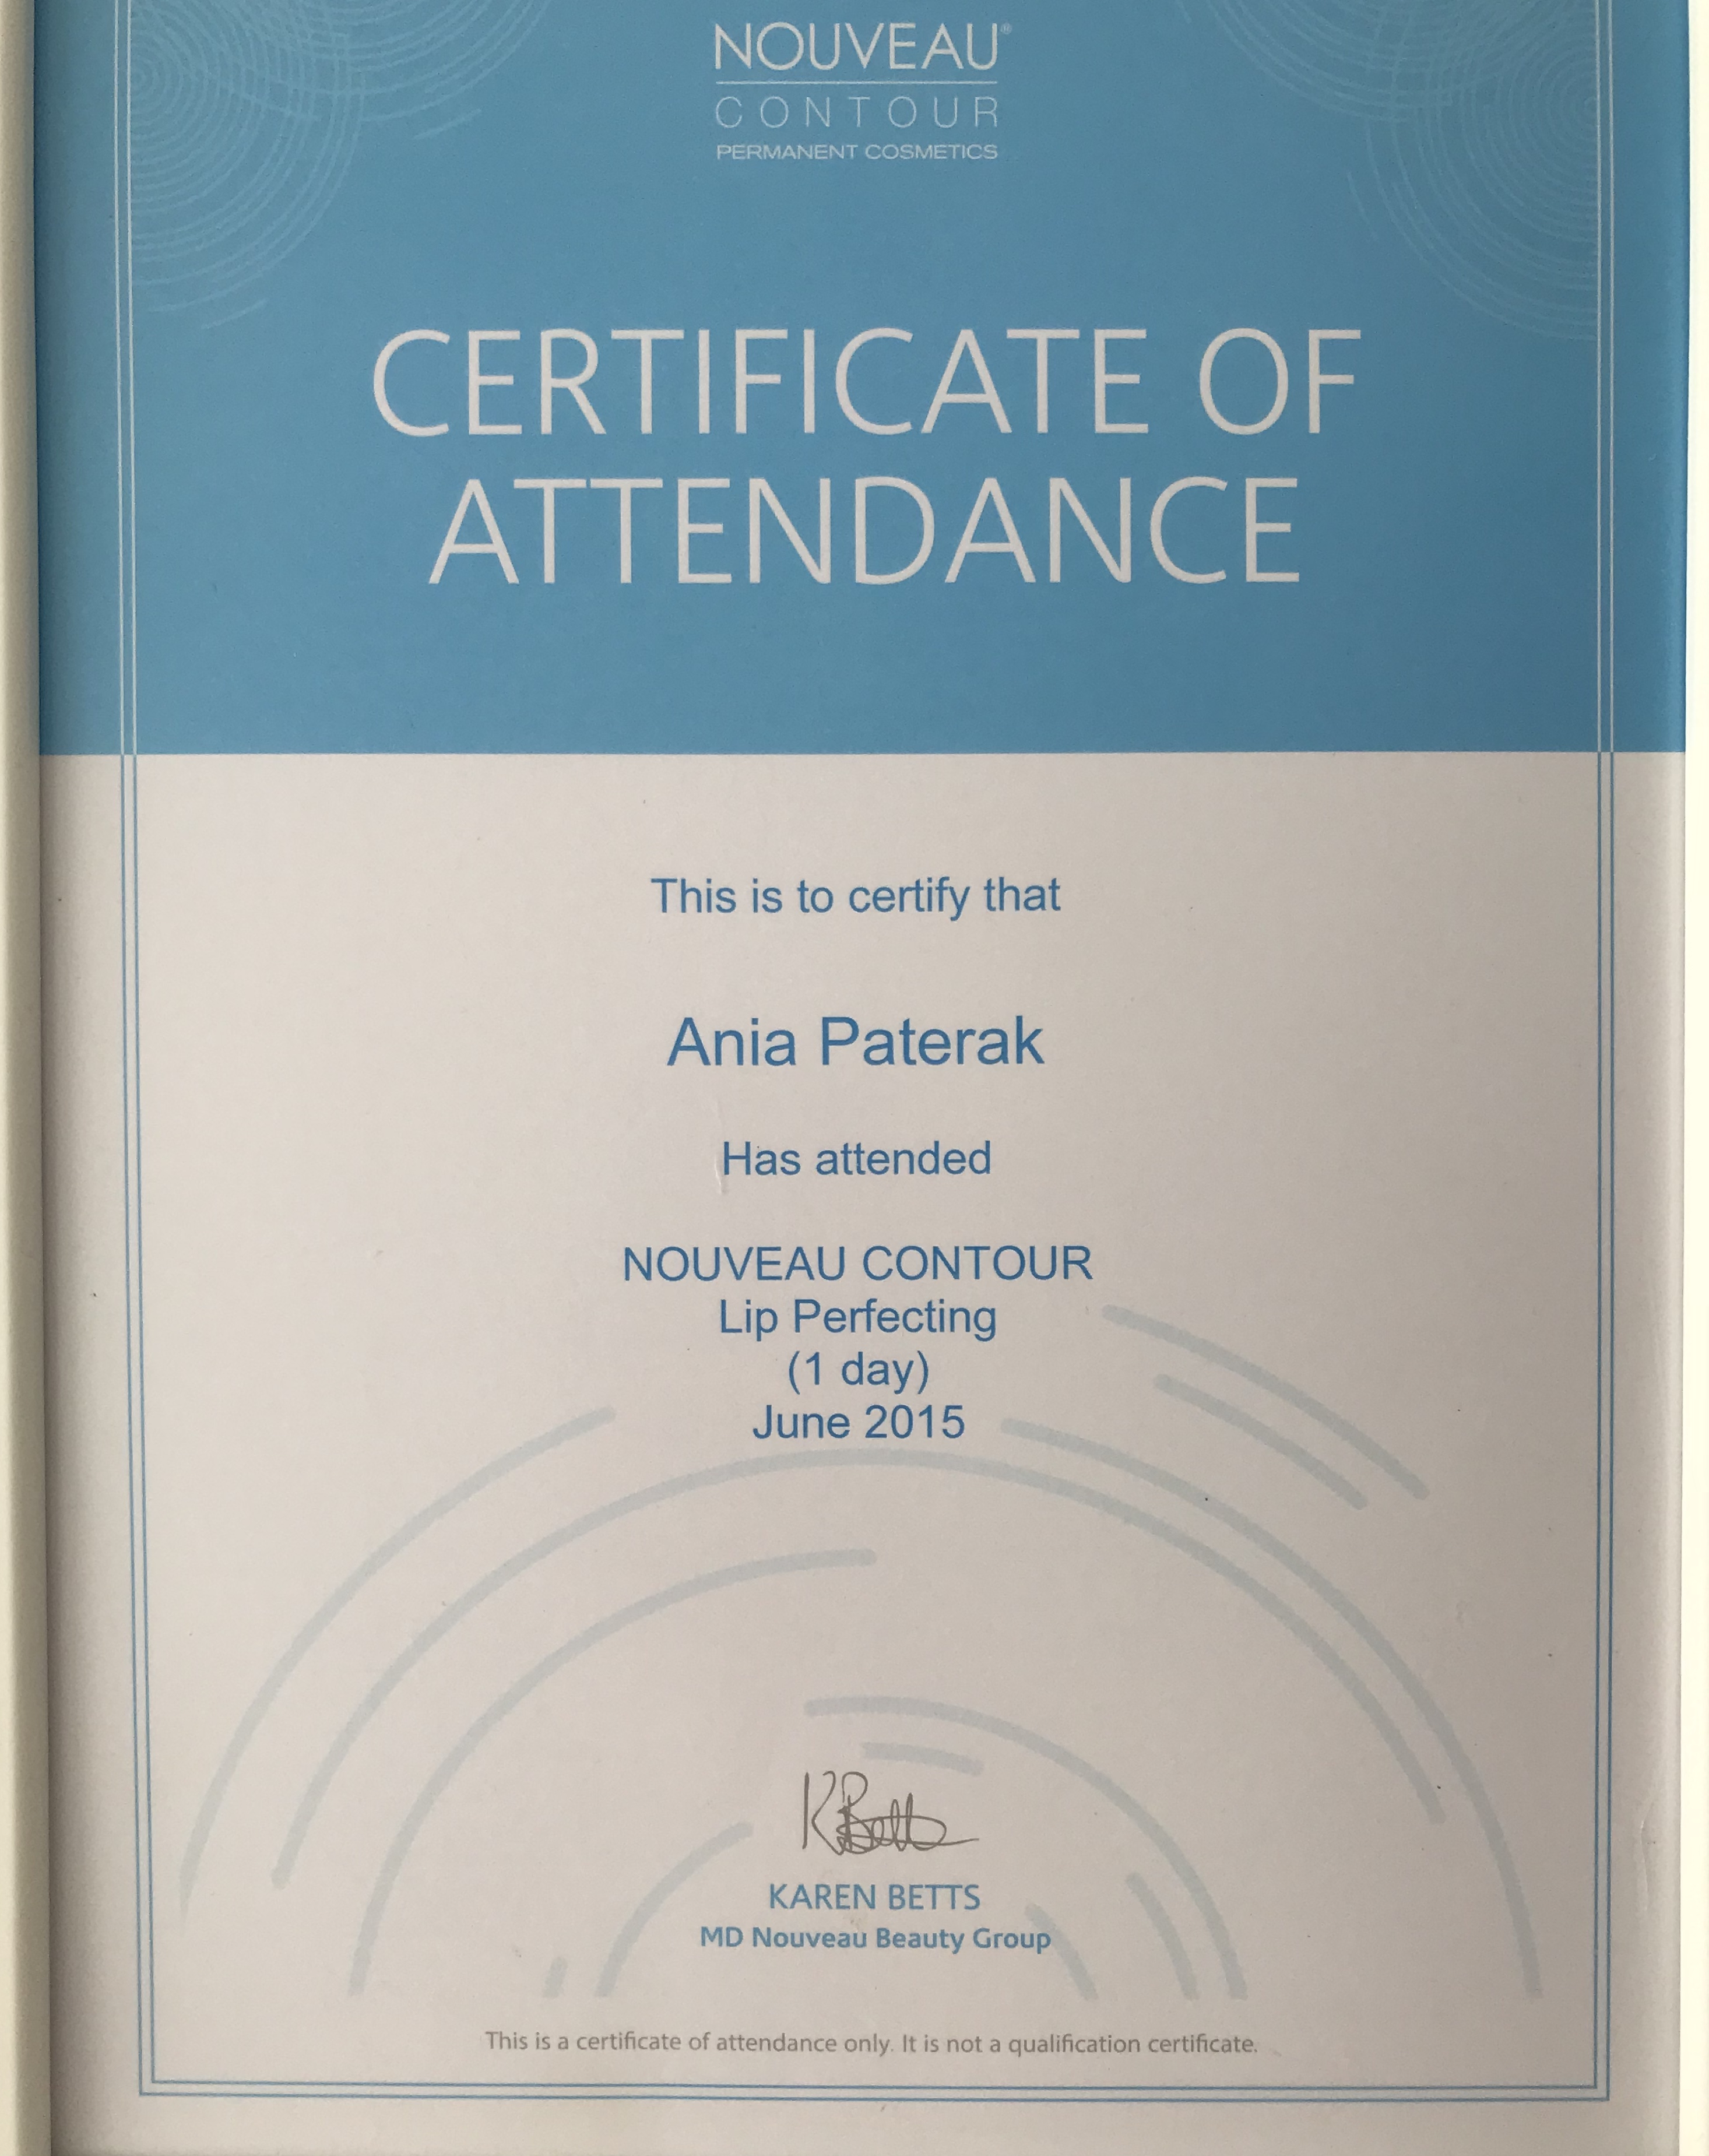 NOUVEAU®
CONTOUR
PERMANENT COSMETICS
CERTIFICATE OF
ATTENDANCE
This is to certify that
Ania Paterak
Has attended
NOUVEAU CONTOUR
Lip Perfecting
(1 day)
June 2015
KBetts
KAREN BETTS
MD Nouveau Beauty Group
This is a certificate of attendance only. It is not a qualification certificate.